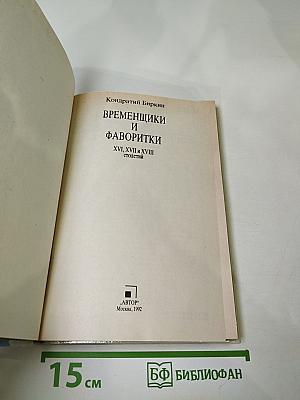 Кондратий Биркин
ВРЕМЕНЩИКИ
И
ФАВОРИТКИ
XVI, XVII и XVIII
столетий
"АВТОР"
Москва, 1992
15 см
БФ БИБЛИОФАН